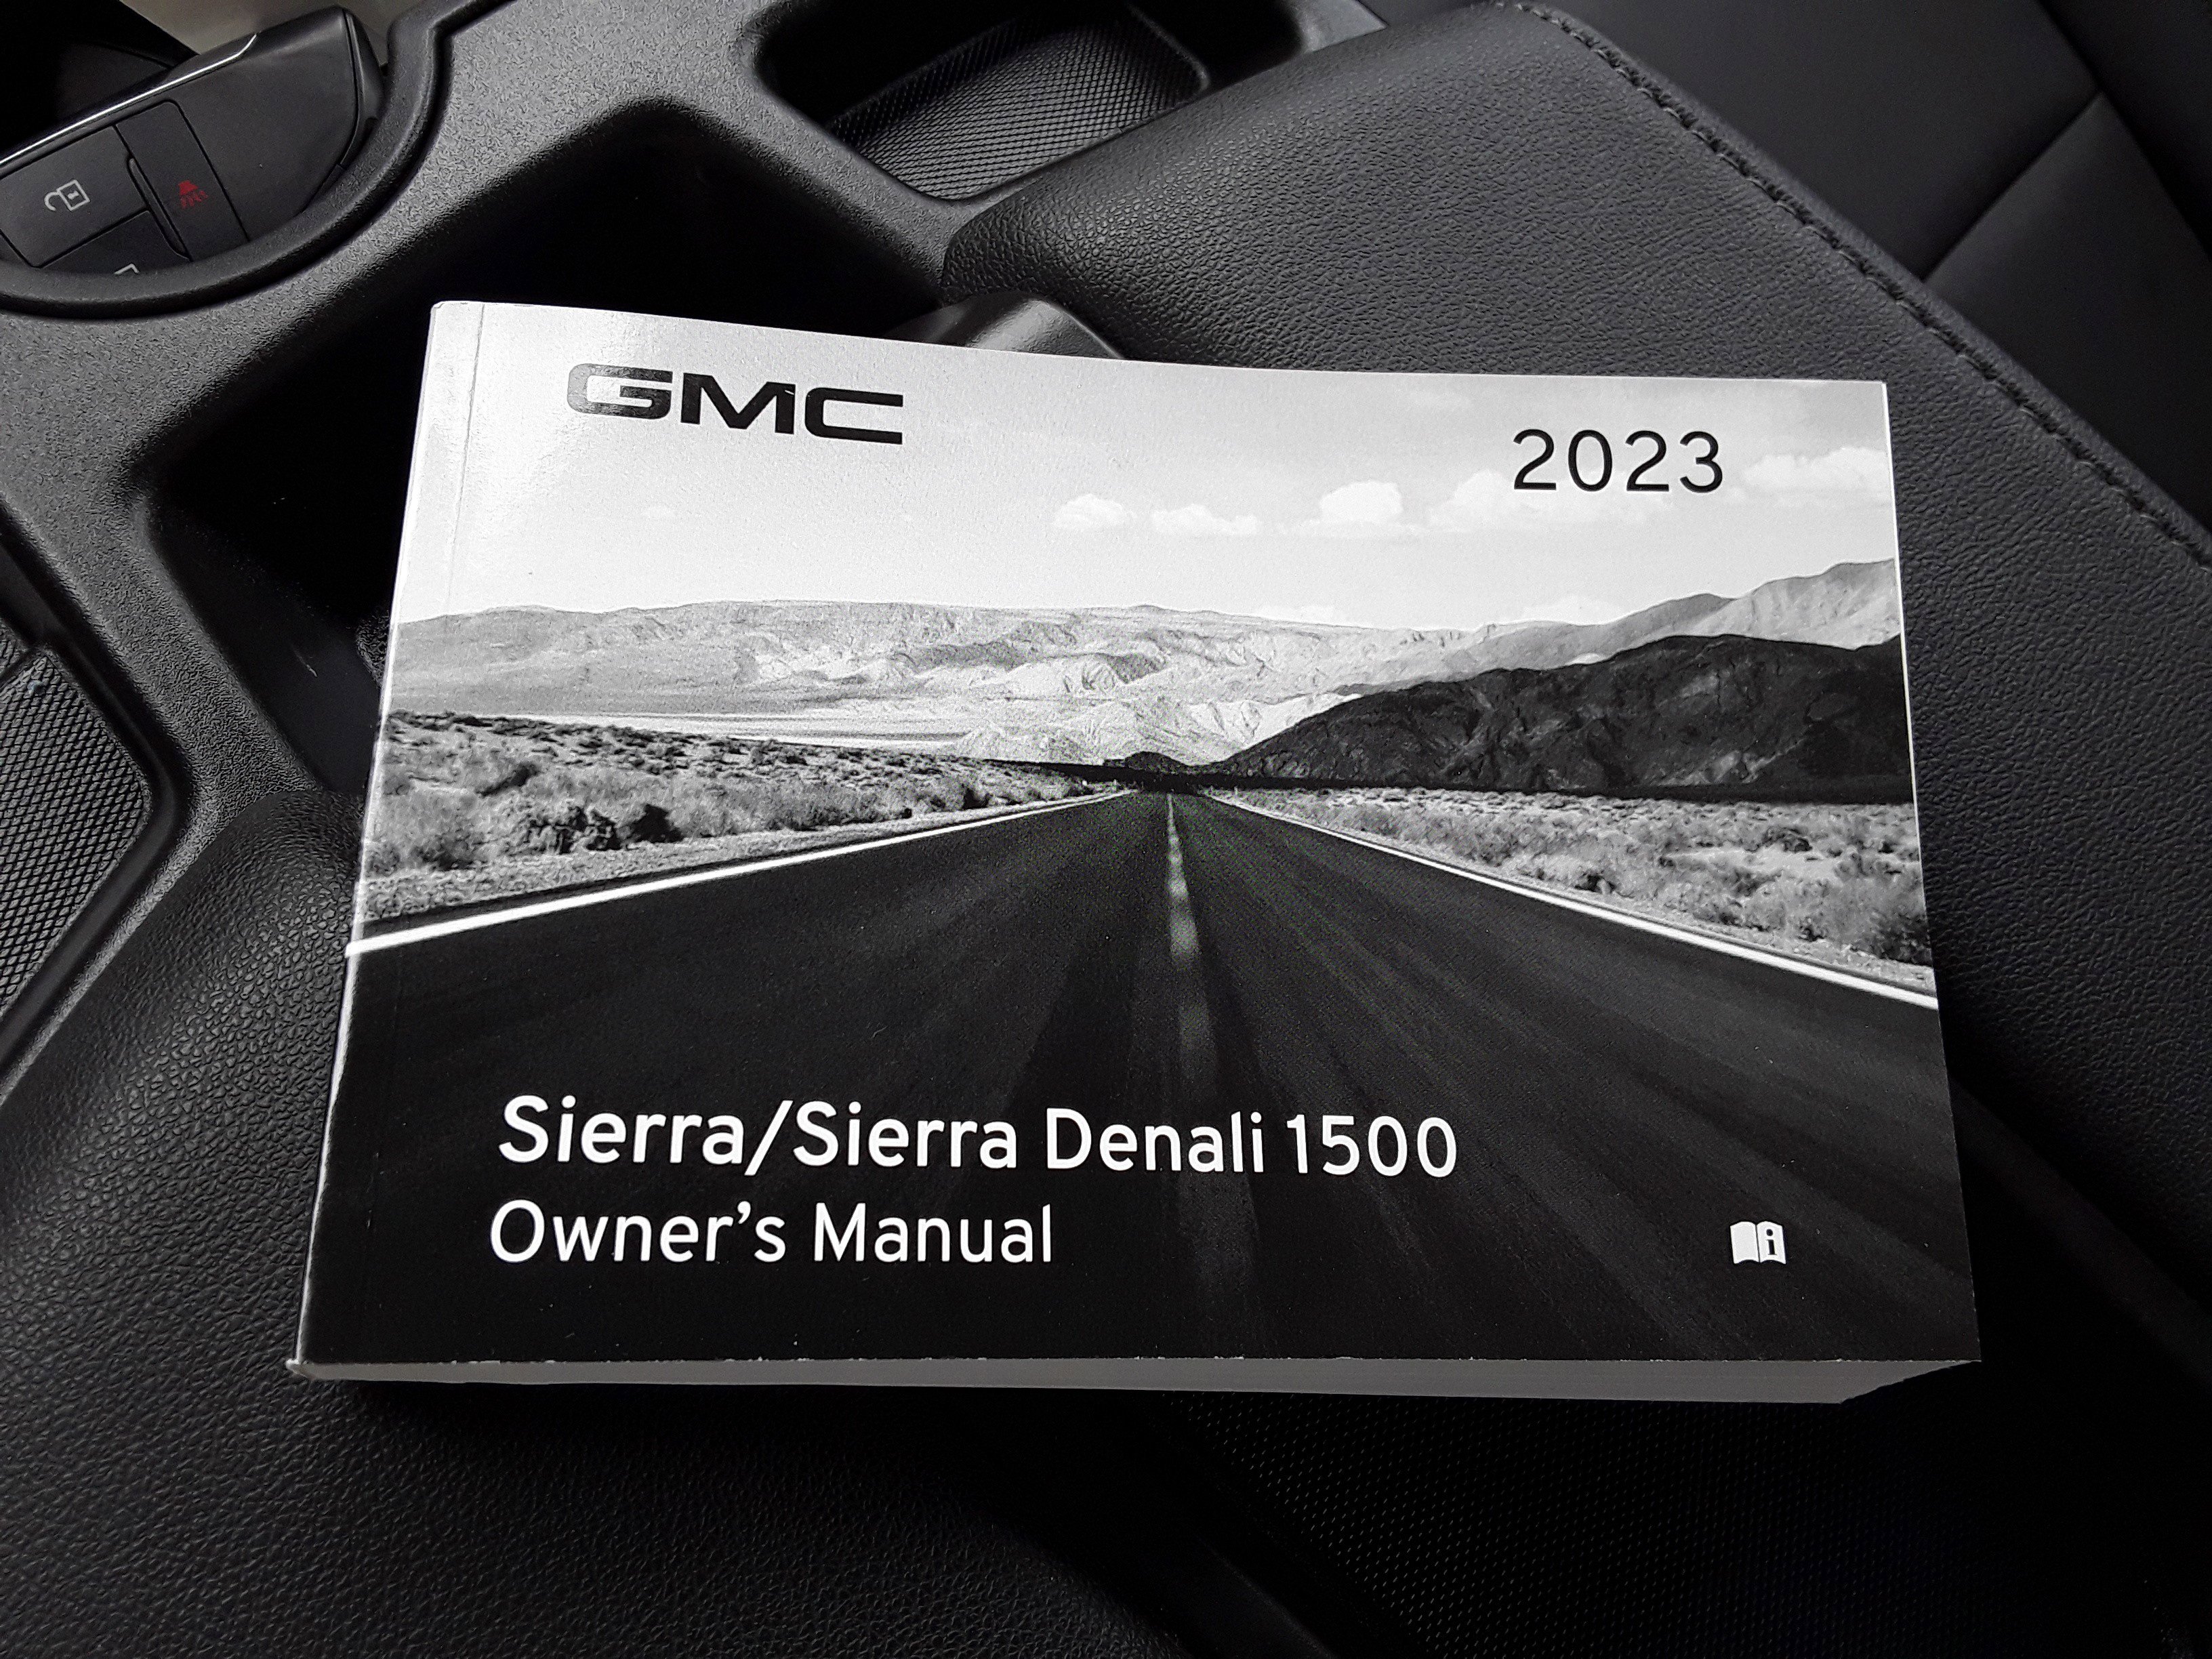 GMC
2023
Sierra/Sierra Denali 1500
Owner's Manual